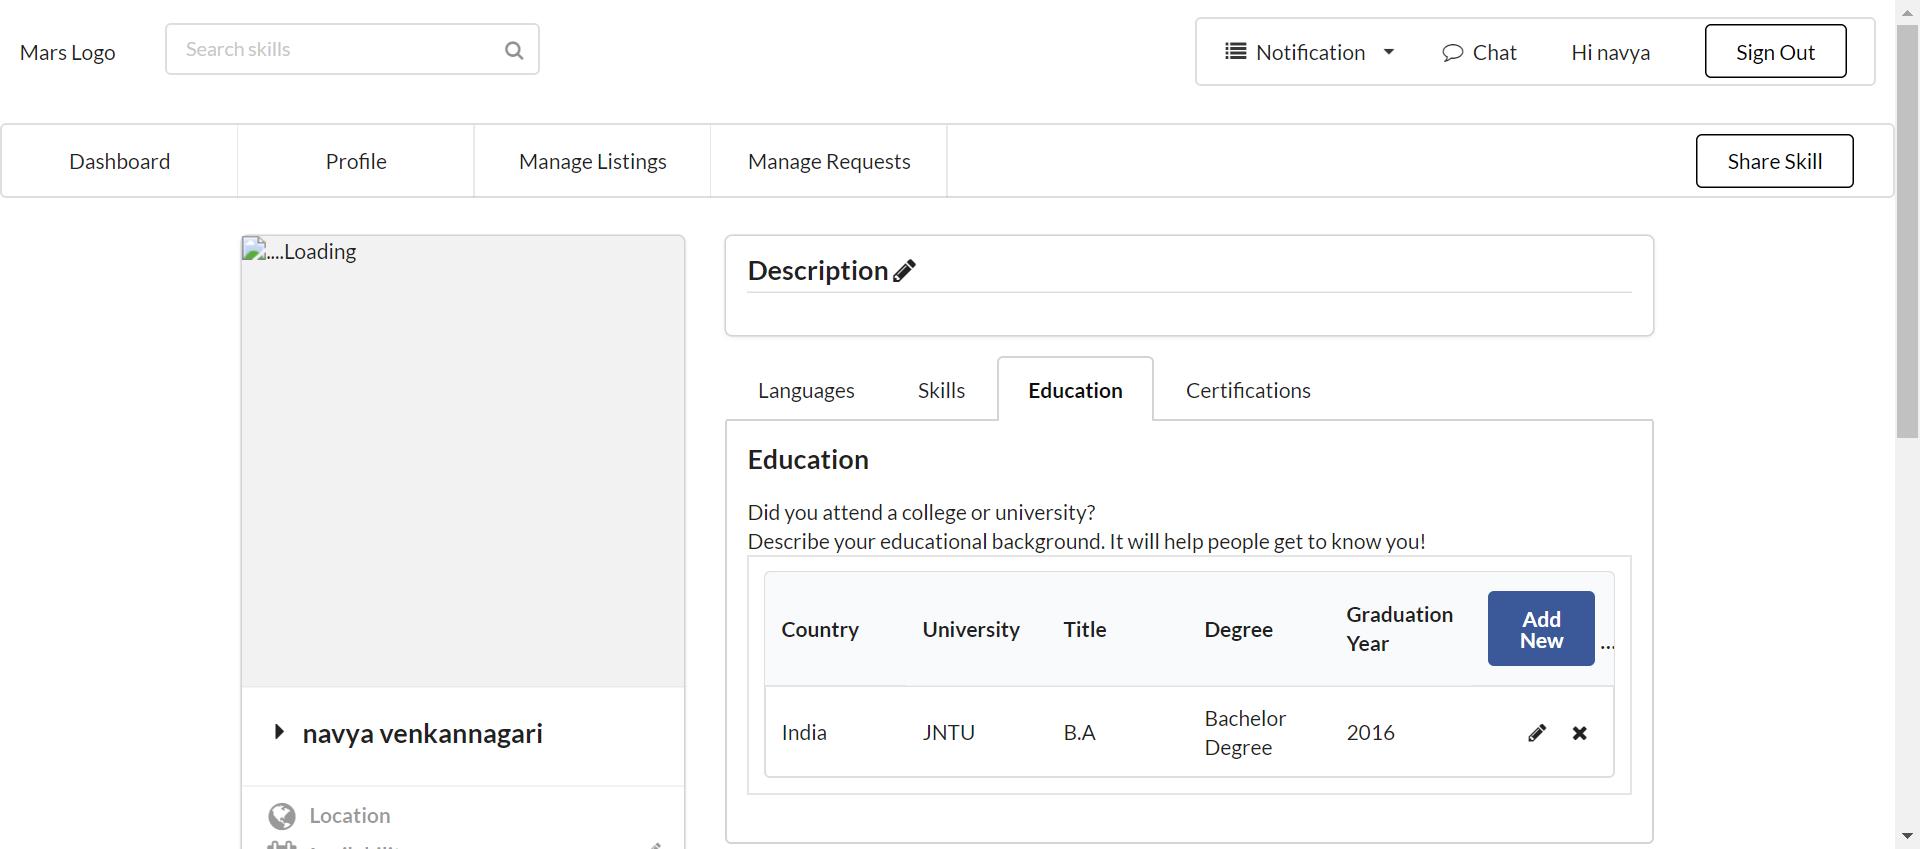 Mars Logo
Search skills
Notification
Chat
Hi navya
Sign Out
Dashboard
Profile
Manage Listings
Manage Requests
Share Skill
....Loading
navya venkannagari
Location
Description
Languages
Skills
Education
Certifications
Education
Did you attend a college or university?
Describe your educational background. It will help people get to know you!
Country
University
Title
Degree
Graduation
Year
Add
New
...
India
JNTU
B.A
Bachelor
Degree
2016